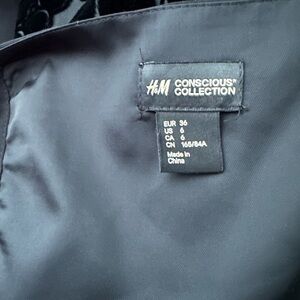 H&M CONSCIOUS
COLLECTION
EUR 36
US 6
CA 6
CN 165/84A
Made in
China